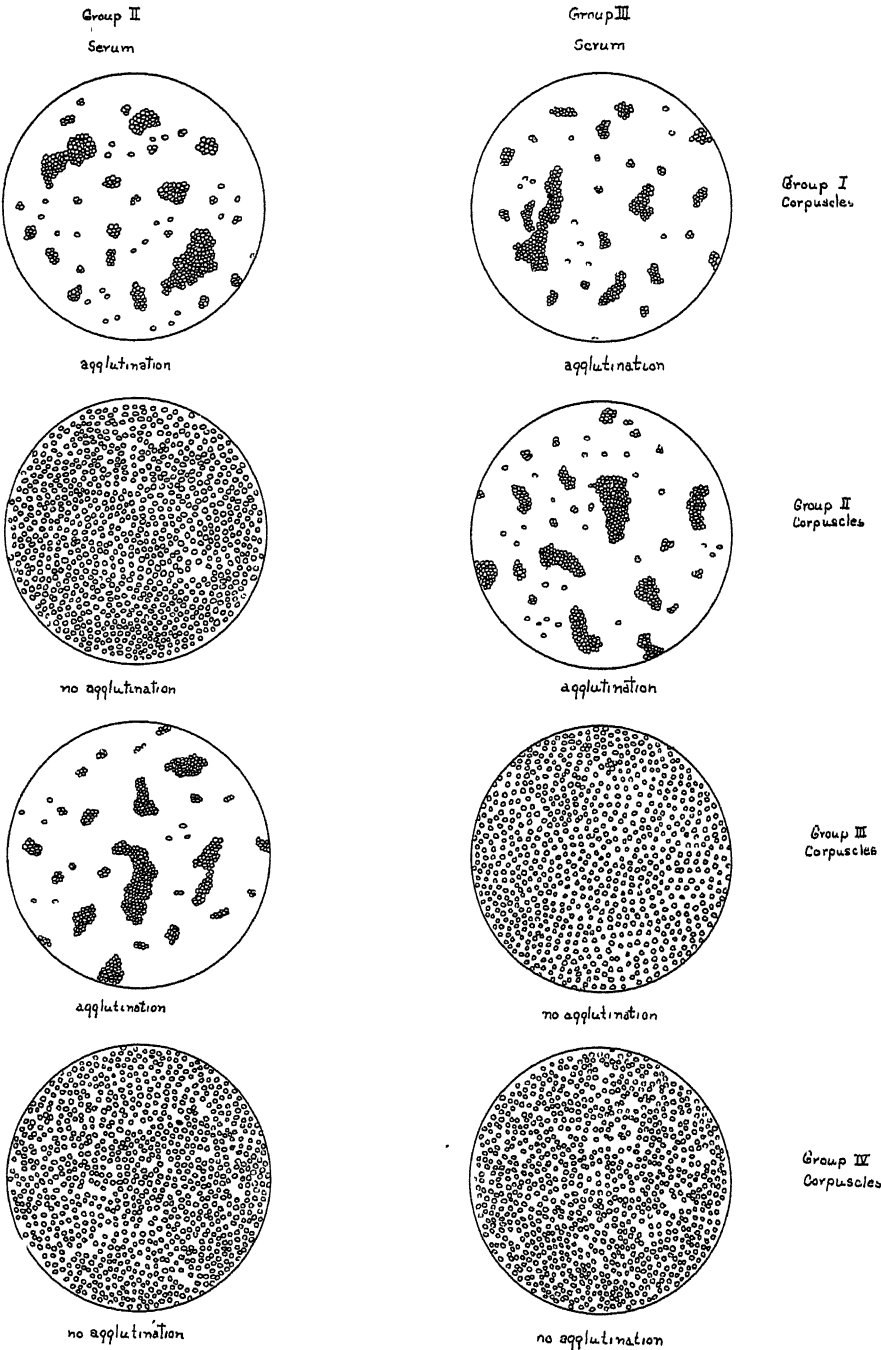 Group II
Serum
Group III
Serum
Group I
Corpuscles
agglutination
agglutination
Group II
Corpuscles
no agglutination
agglutination
Group III
Corpuscles
agglutination
no agglutination
Group IV
Corpuscles
no agglutination
no agglutination